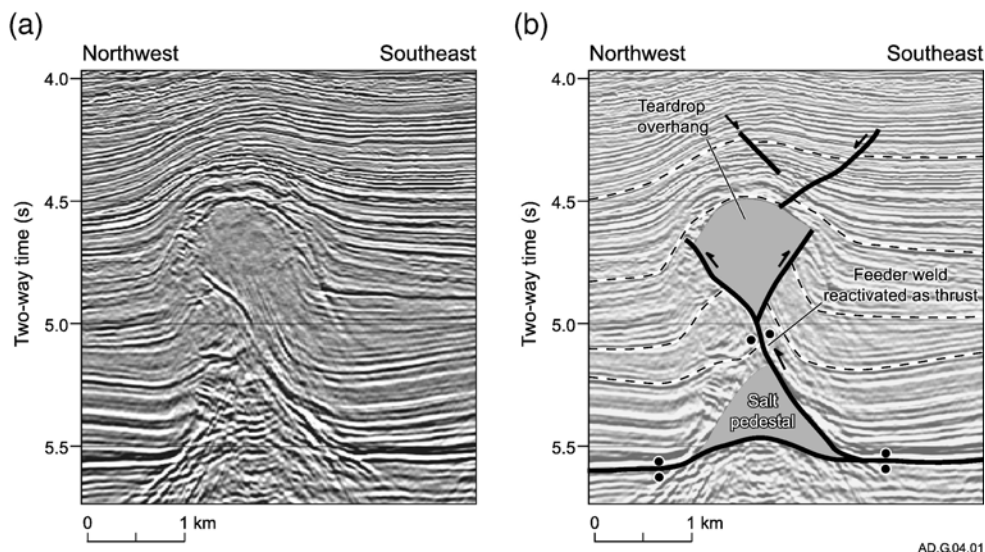 (a)
Northwest
Southeast
4.0
4.5
5.0
5.5
Two-way time (s)
0
1 km
(b)
Northwest
Southeast
4.0
4.5
5.0
5.5
Two-way time (s)
Teardrop
overhang
Feeder weld
reactivated as thrust
Salt
pedestal
0
1 km
AD.G.04.01